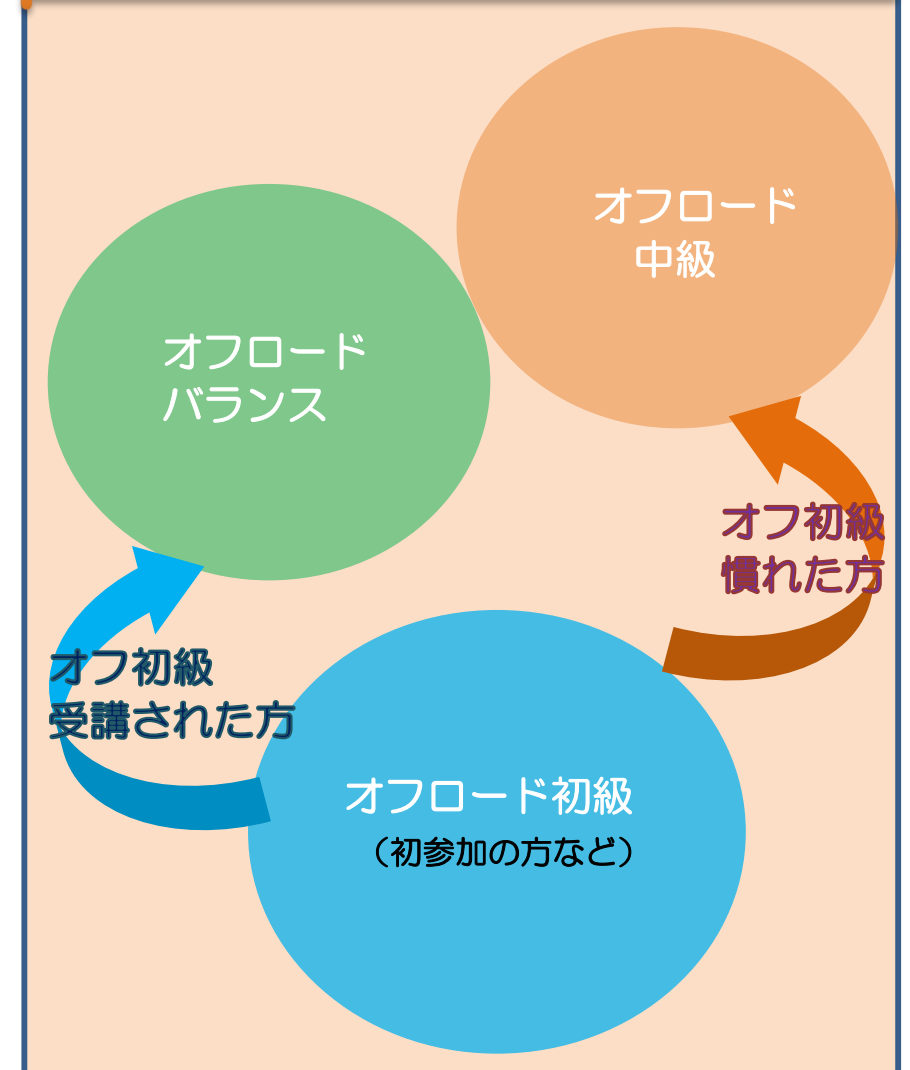 オフロード
中級
オフロード
バランス
オフ初級
慣れた方
オフ初級
受講された方
オフロード初級
（初参加の方など）